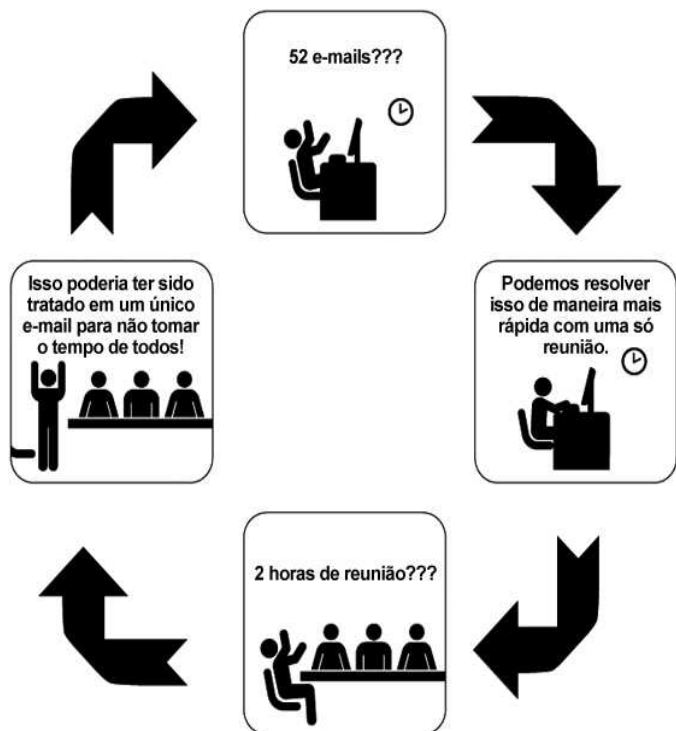 52 e-mails???
Podemos resolver
isso de maneira mais
rápida com uma só
reunião.
2 horas de reunião???
Isso poderia ter sido
tratado em um único
e-mail para não tomar
o tempo de todos!